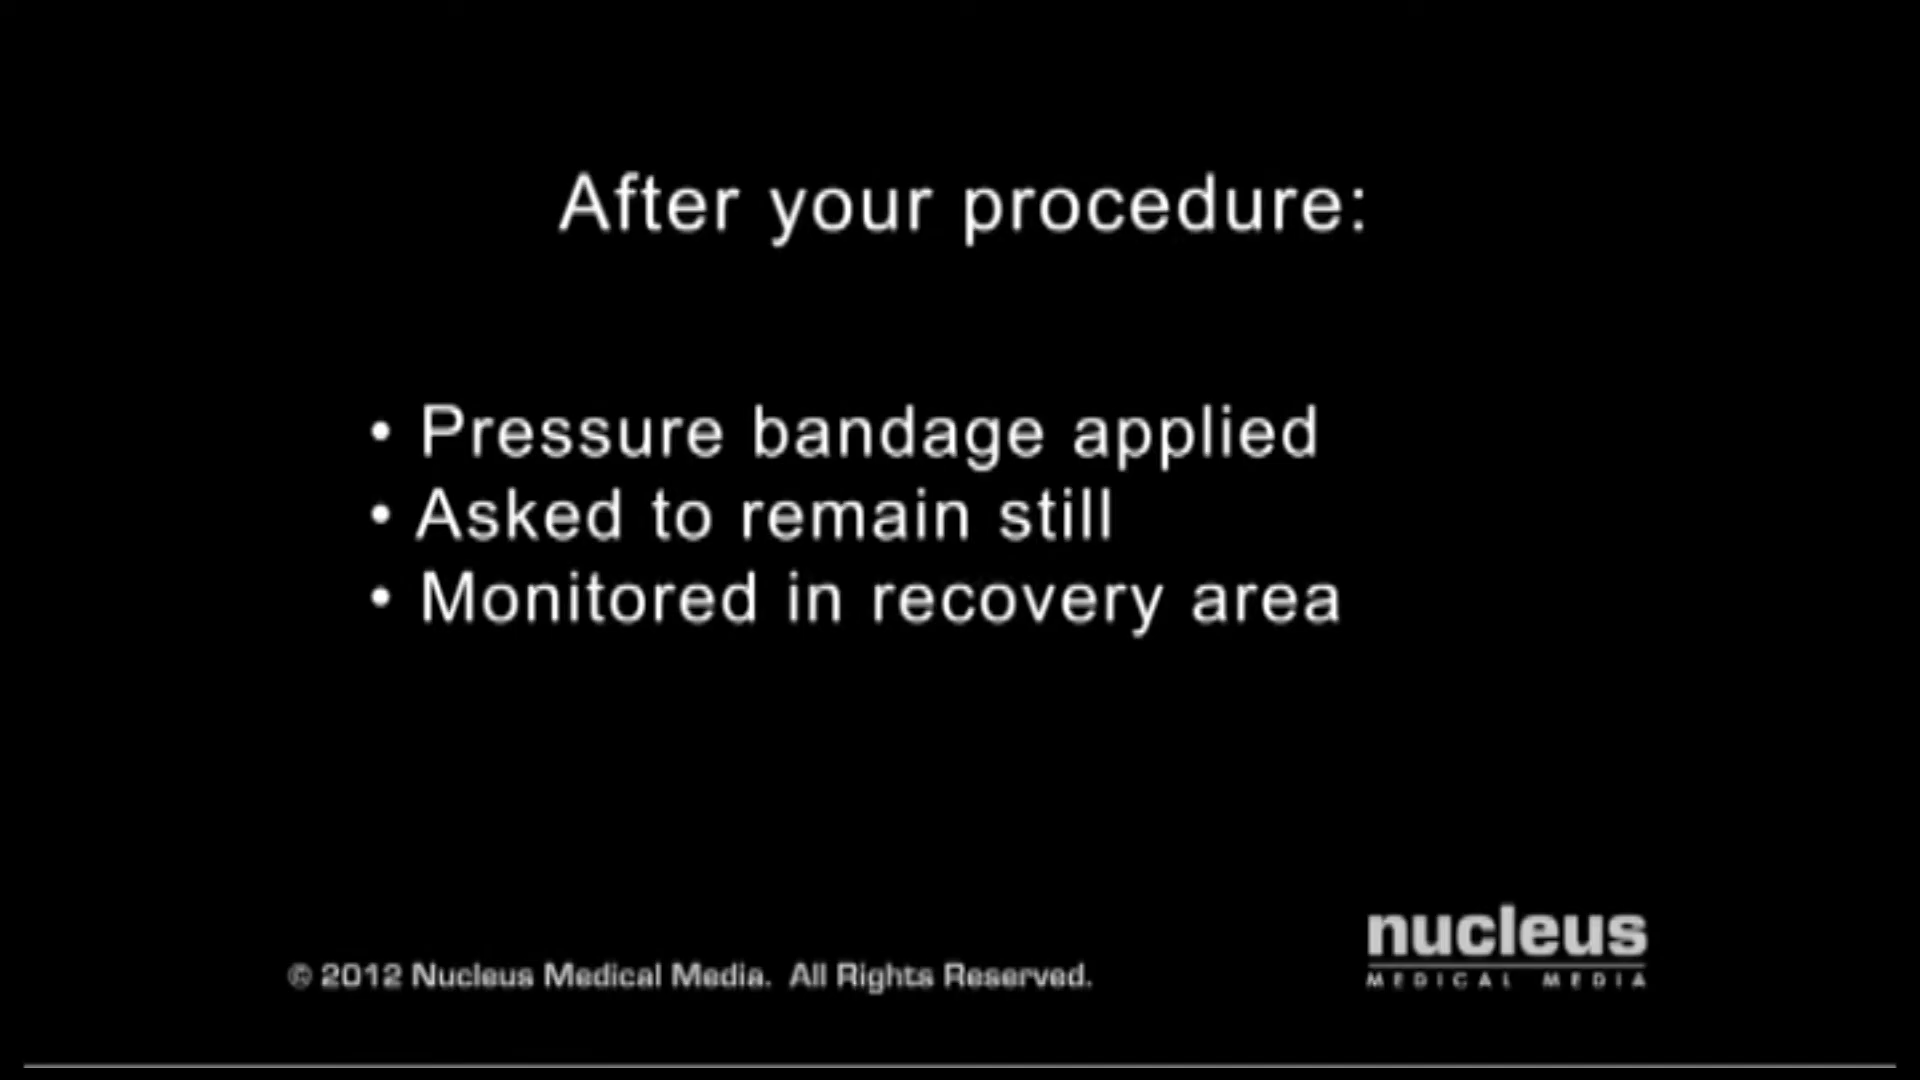 After your procedure:
• Pressure bandage applied
• Asked to remain still
• Monitored in recovery area
© 2012 Nucleus Medical Media. All Rights Reserved.
nucleus
MEDICAL MEDIA